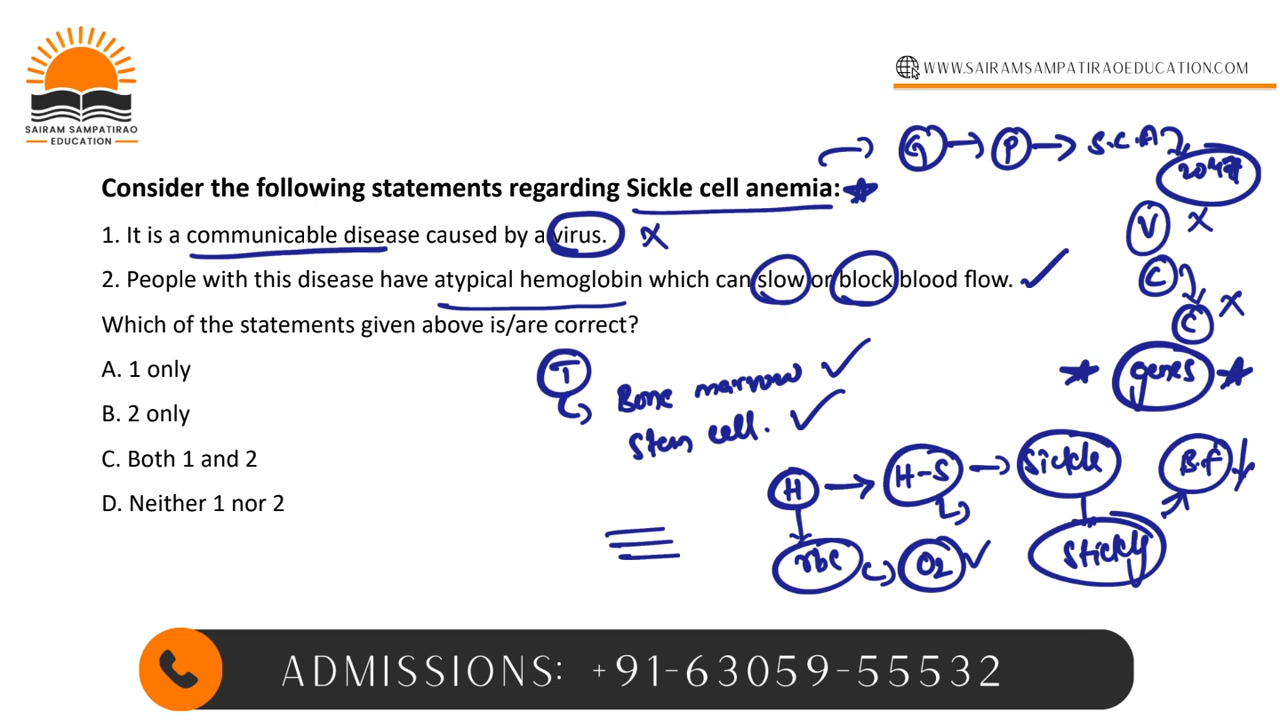 SAIRAM SAMPATIRAO
EDUCATION
WWW.SAIRAMSAMPATIRAOEDUCATION.COM
G → P → S.C.A
2047
Consider the following statements regarding Sickle cell anemia:
1. It is a communicable disease caused by a virus. X
V X
2. People with this disease have atypical hemoglobin which can slow or block blood flow.
C
C X
Which of the statements given above is/are correct?
A. 1 only
T
Bone marrow
genes
B. 2 only
Stem cell.
C. Both 1 and 2
H → H-S → Sickle
B.F ↓
D. Neither 1 nor 2
rbc
O2
Stickly
ADMISSIONS: +91-63059-55532